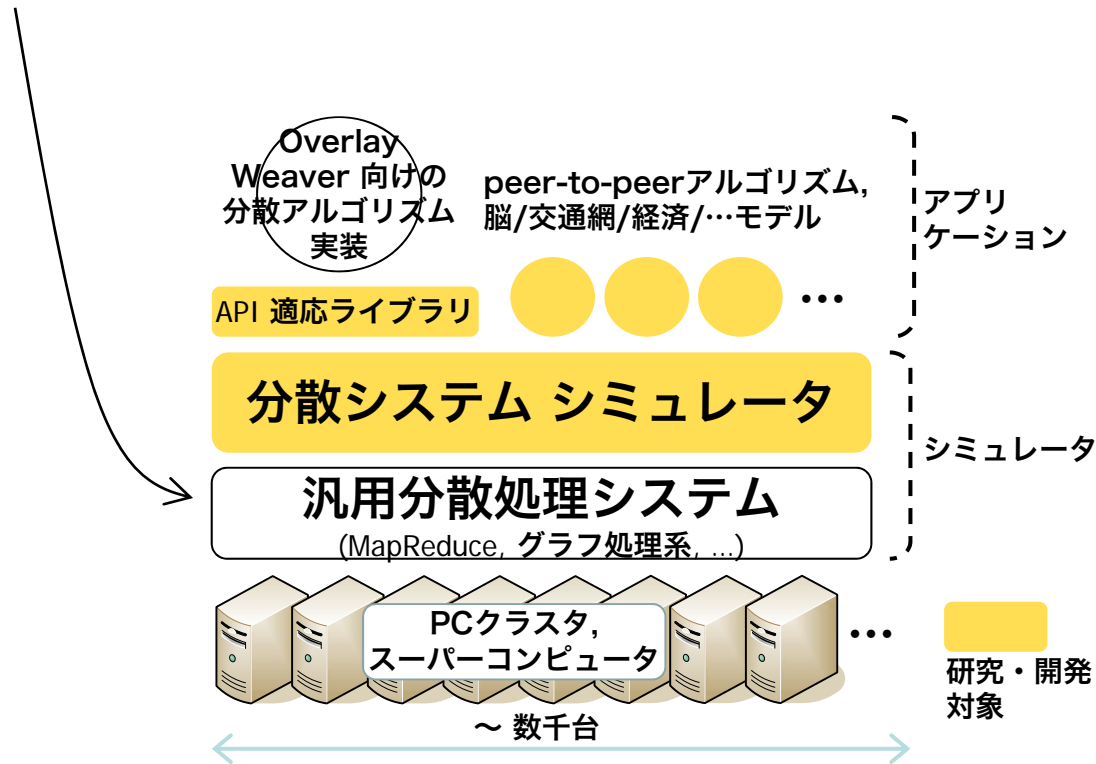 Overlay
Weaver 向けの
分散アルゴリズム
実装
peer-to-peerアルゴリズム,
脳/交通網/経済/…モデル
アプリ
ケーション
API 適応ライブラリ
…
分散システム シミュレータ
シミュレータ
汎用分散処理システム
(MapReduce, グラフ処理系, ...)
PCクラスタ,
スーパーコンピュータ
…
研究・開発
対象
～ 数千台